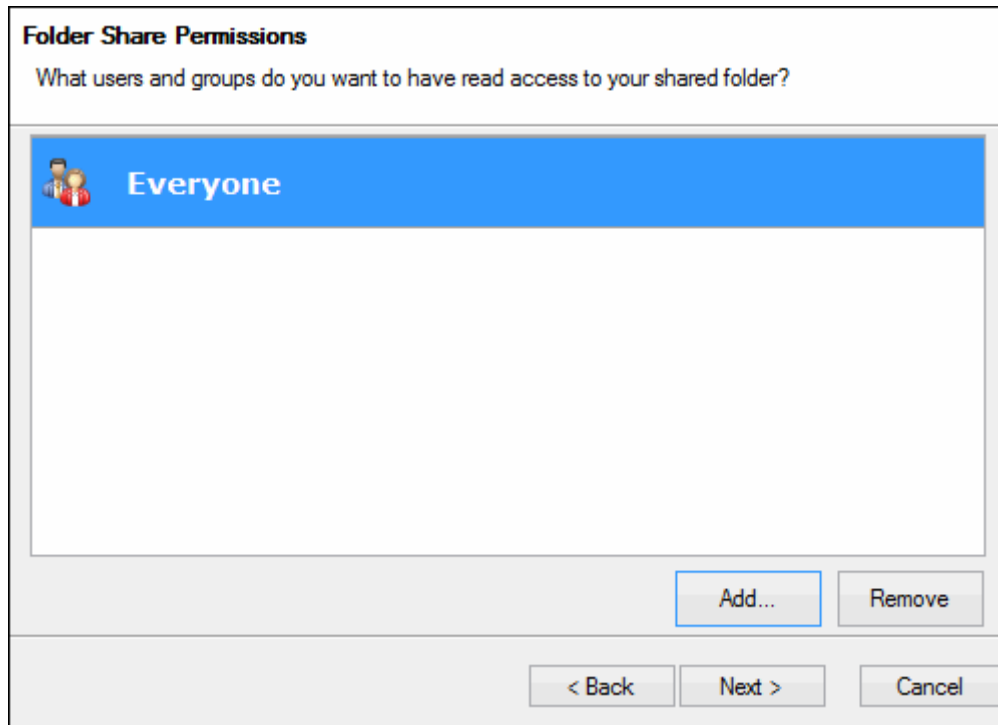 Folder Share Permissions
What users and groups do you want to have read access to your shared folder?
Everyone
Add... Remove
< Back Next > Cancel